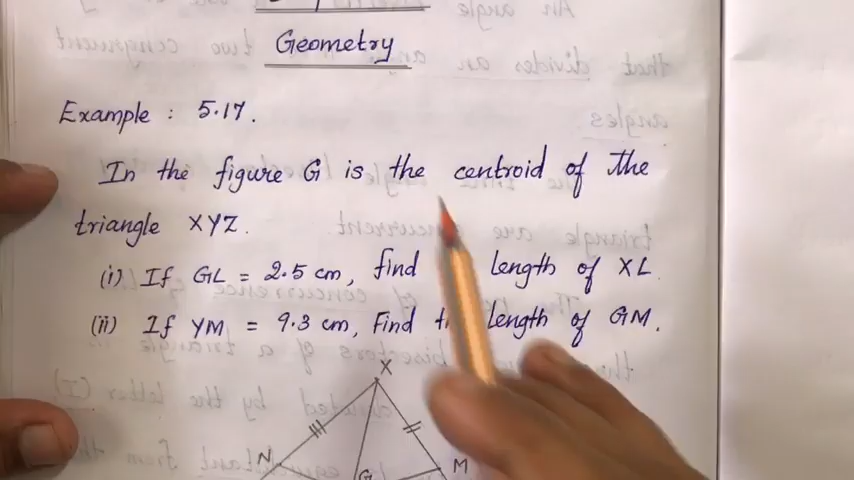 Geometry
Example : 5.17.
In the figure G is the centroid of the
triangle XYZ.
(i) If GL = 2.5 cm, find length of XL.
(ii) If YM = 9.3 cm, Find length of GM.
X
N
G
M